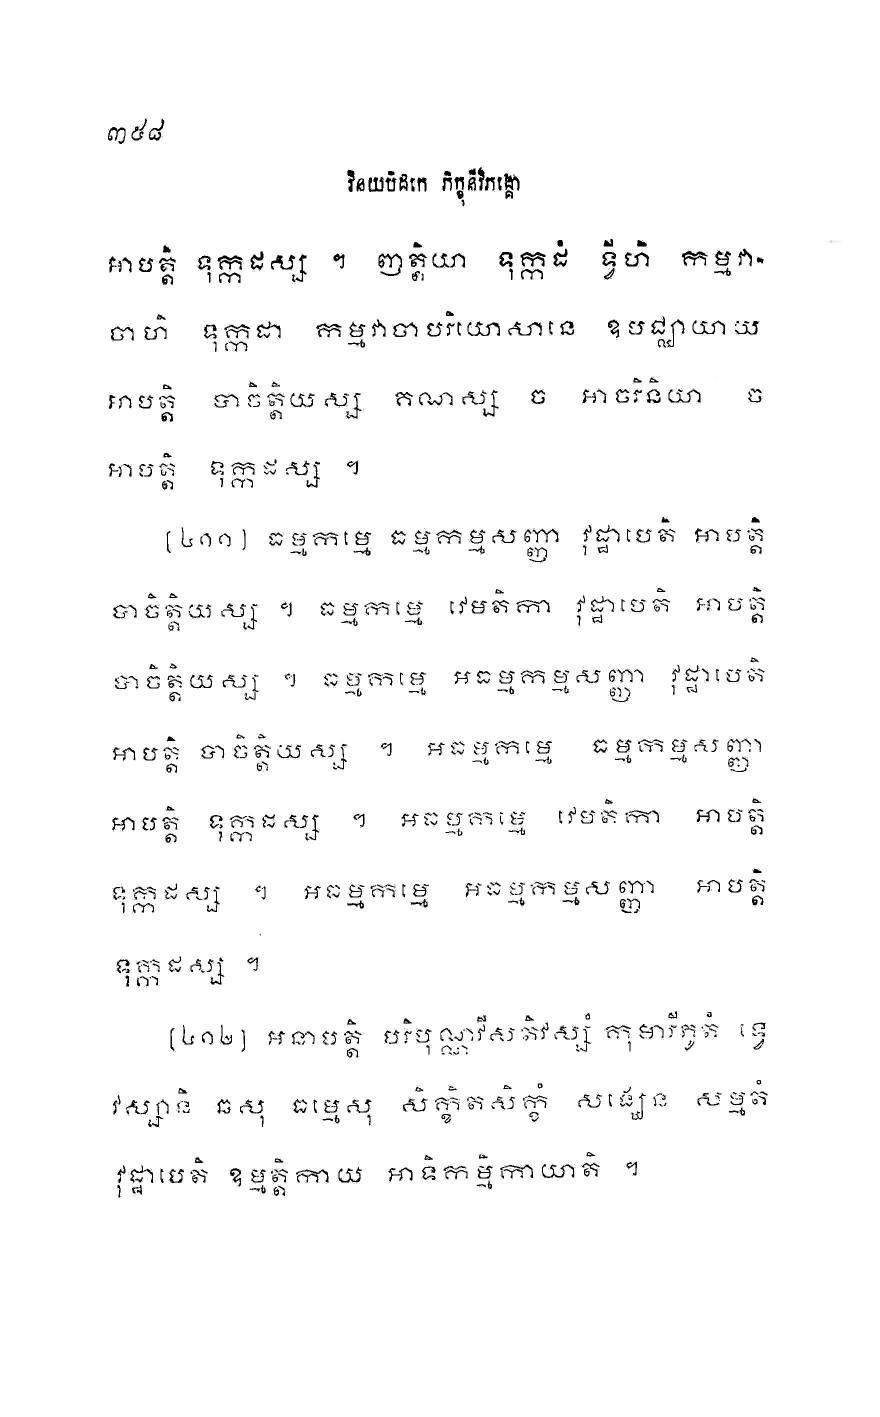 ៣៥៨
វិនយបិដកេ ភិក្ខុនីវិភង្គោ
អាបត្តិ ទុក្កដស្ស ។ ញត្តិយា ទុក្កដំ ទ្វីហិ កម្មវា-
ចាហិ ទុក្កដា កម្មវាចាបរិយោសានេ ឧបជ្ឈាយាយ
អាបត្តិ បាចិត្តិយស្ស គណស្ស ច អាចរិនិយា ច
អាបត្តិ ទុក្កដស្ស ។
(៤១១) ធម្មកម្មេ ធម្មកម្មសញ្ញា វុដ្ឋាបេតិ អាបត្តិ
បាចិត្តិយស្ស ។ ធម្មកម្មេ វេមតិកា វុដ្ឋាបេតិ អាបត្តិ
បាចិត្តិយស្ស ។ ធម្មកម្មេ អធម្មកម្មសញ្ញា វុដ្ឋាបេតិ
អាបត្តិ បាចិត្តិយស្ស ។ អធម្មកម្មេ ធម្មកម្មសញ្ញា
អាបត្តិ ទុក្កដស្ស ។ អធម្មកម្មេ វេមតិកា អាបត្តិ
ទុក្កដស្ស ។ អធម្មកម្មេ អធម្មកម្មសញ្ញា អាបត្តិ
ទុក្កដស្ស ។
(៤១២) អនាបត្តិ បរិបុណ្ណវីសតិវស្សំ កុមារីភូតំ ទ្វេ
វស្សានិ ឆសុ ធម្មេសុ សិក្ខិតសិក្ខំ សង្ឃេន សម្មតំ
វុដ្ឋាបេតិ ឧម្មត្តិកាយ អាទិកម្មិកាយាតិ ។